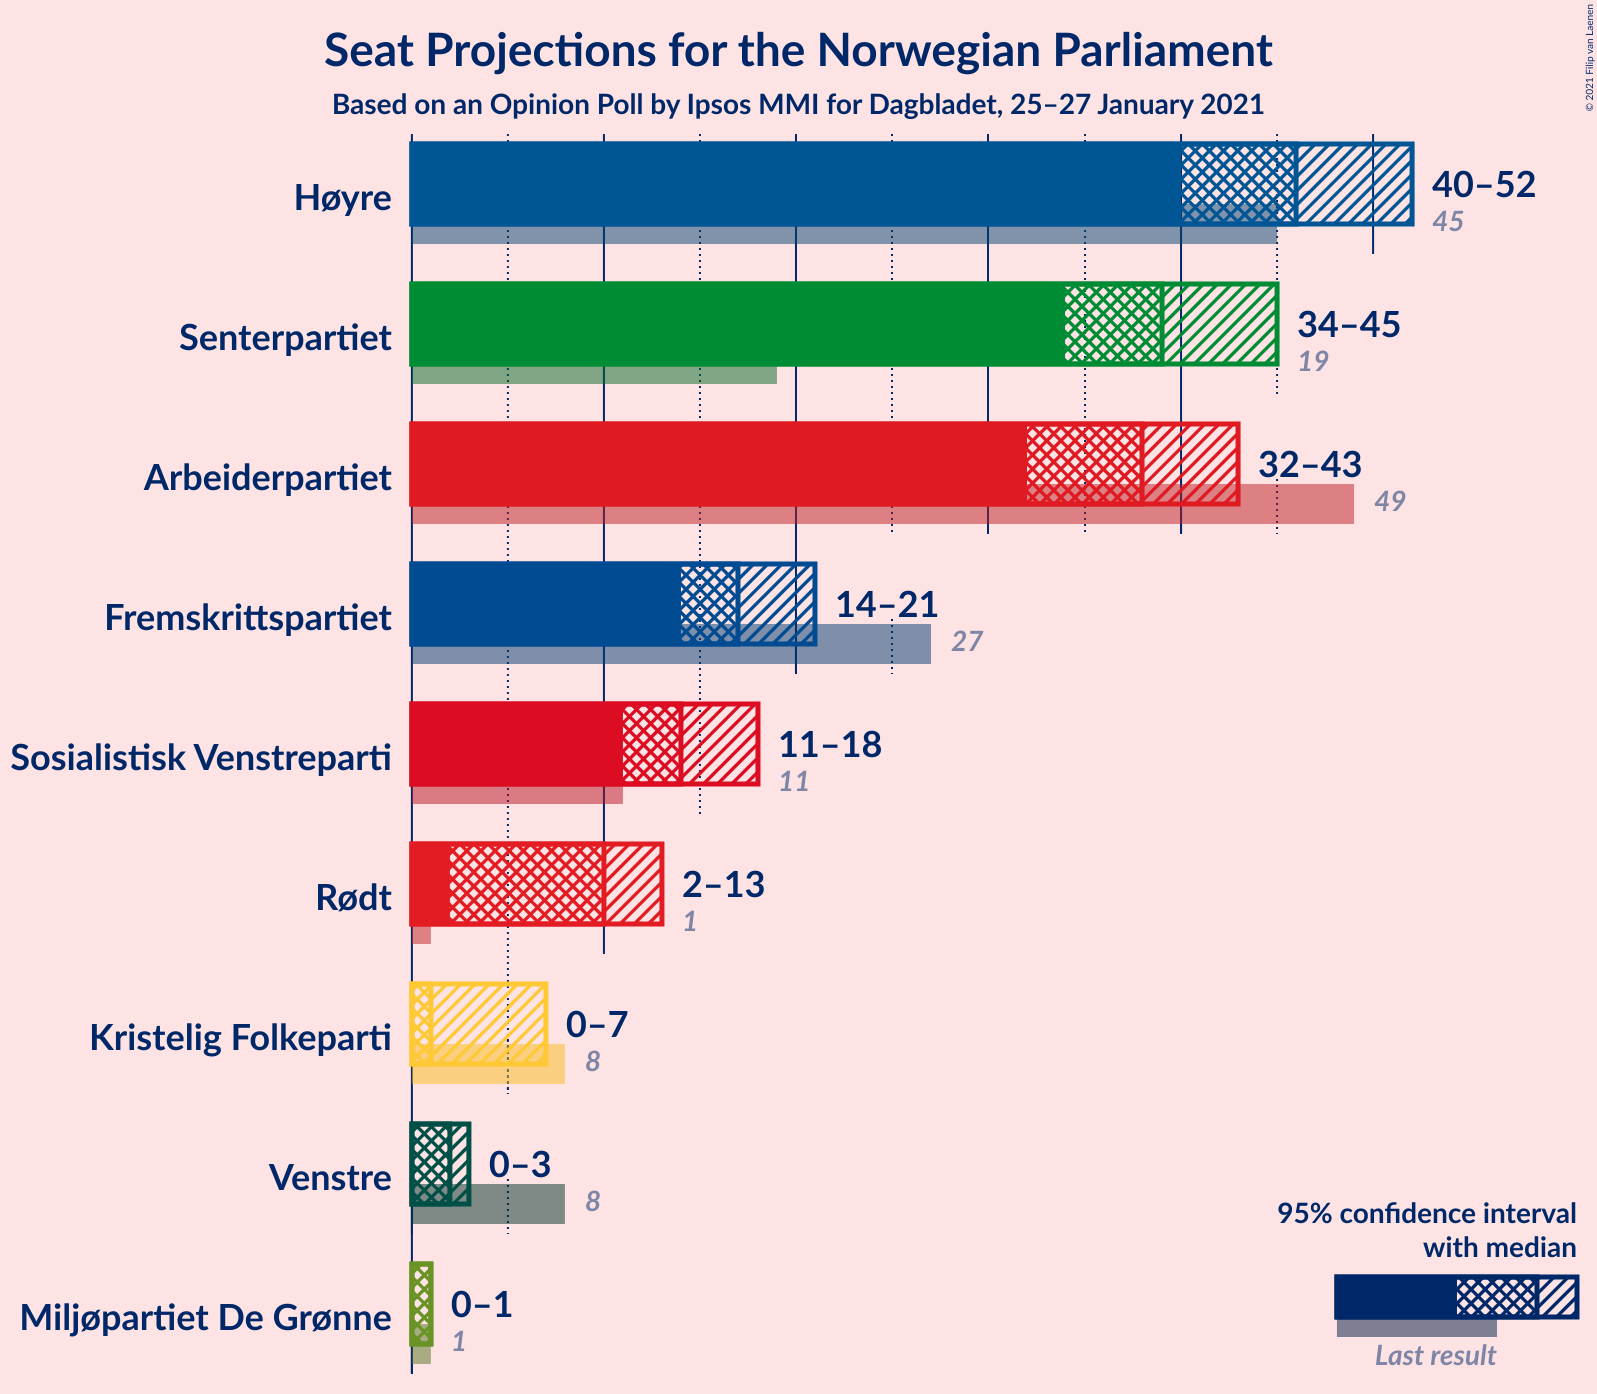 Seat Projections for the Norwegian Parliament
Based on an Opinion Poll by Ipsos MMI for Dagbladet, 25–27 January 2021
© 2021 Filip van Laenen
Høyre
40–52
45
Senterpartiet
34–45
19
Arbeiderpartiet
32–43
49
Fremskrittspartiet
14–21
27
Sosialistisk Venstreparti
11–18
11
Rødt
2–13
1
Kristelig Folkeparti
0–7
8
Venstre
0–3
8
Miljøpartiet De Grønne
0–1
1
95% confidence interval
with median
Last result